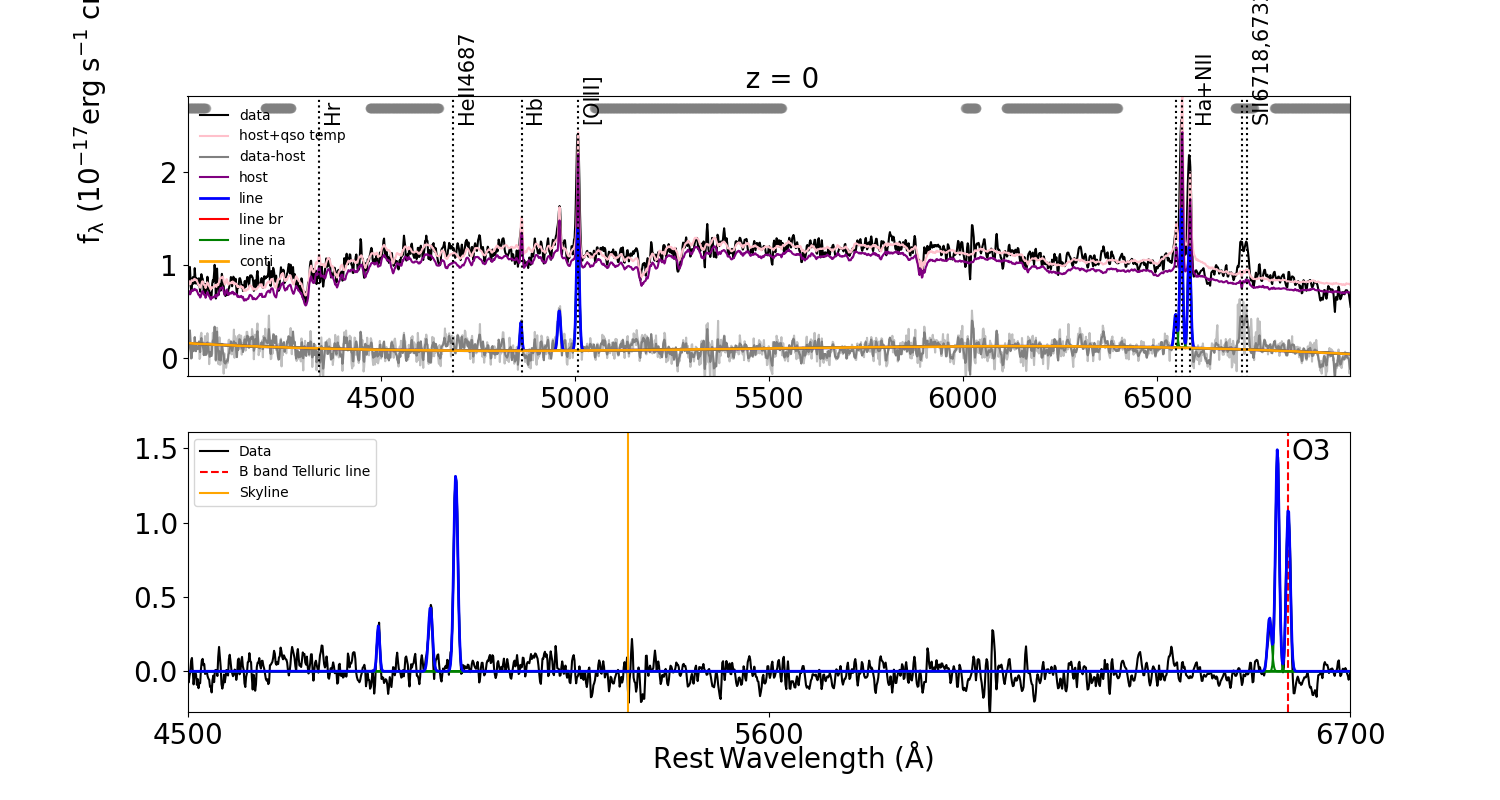 z = 0
Hr
HeII4687
Hb
[OIII]
Ha+NII
SII6718,673
fλ (10−17erg s−1 c
data
host+qso temp
data-host
host
line
line br
line na
conti
2
1
0
4500
5000
5500
6000
6500
Data
B band Telluric line
Skyline
O3
1.5
1.0
0.5
0.0
4500
5600
6700
Rest Wavelength (Å)